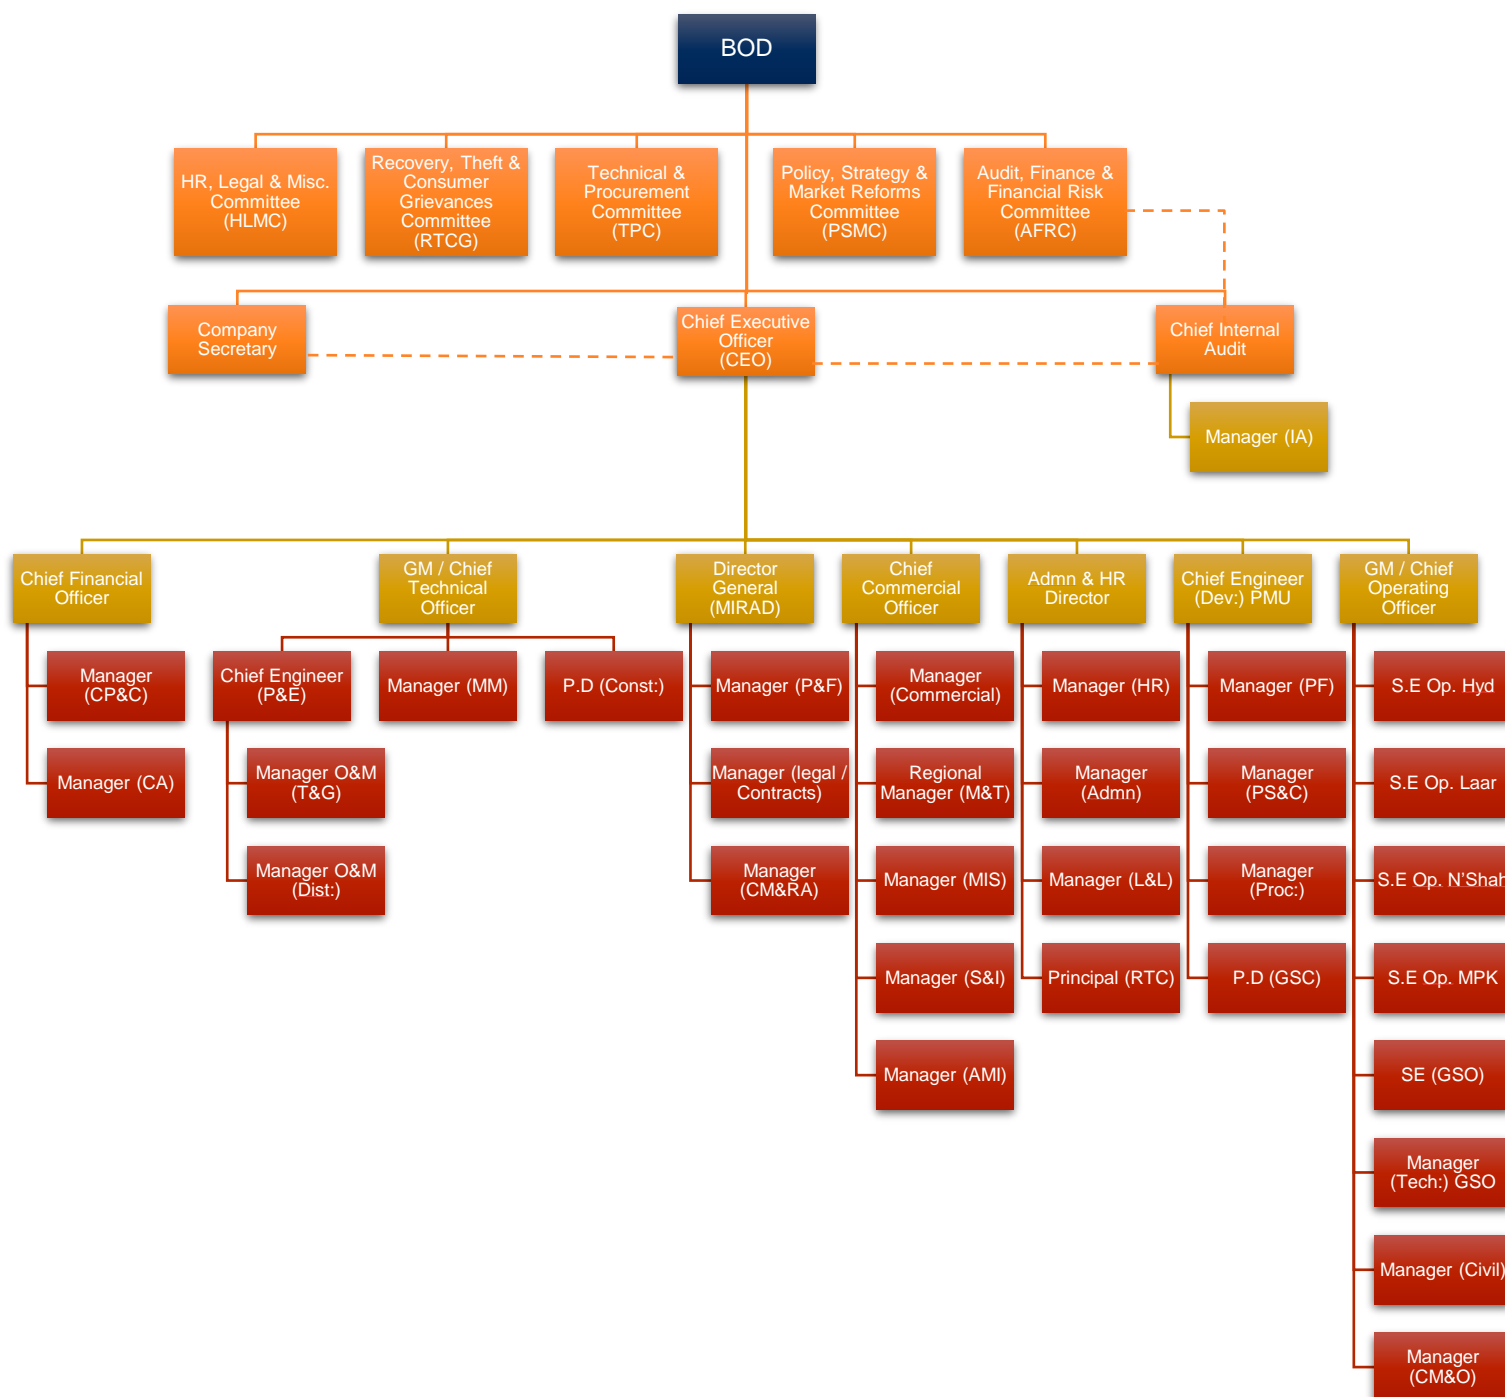 BOD
HR, Legal & Misc.
Committee
(HLMC)
Recovery, Theft &
Consumer
Grievances
Committee
(RTCG)
Technical &
Procurement
Committee
(TPC)
Policy, Strategy &
Market Reforms
Committee
(PSMC)
Audit, Finance &
Financial Risk
Committee
(AFRC)
Company
Secretary
Chief Executive
Officer
(CEO)
Chief Internal
Audit
Manager (IA)
Chief Financial
Officer
Manager
(CP&C)
Manager (CA)
GM / Chief
Technical
Officer
Chief Engineer
(P&E)
Manager O&M
(T&G)
Manager O&M
(Dist:)
Manager (MM)
P.D (Const:)
Director
General
(MIRAD)
Manager (P&F)
Manager (legal /
Contracts)
Manager
(CM&RA)
Chief
Commercial
Officer
Manager
(Commercial)
Regional
Manager (M&T)
Manager (MIS)
Manager (S&I)
Manager (AMI)
Admn & HR
Director
Manager (HR)
Manager
(Admn)
Manager (L&L)
Principal (RTC)
Chief Engineer
(Dev:) PMU
Manager (PF)
Manager
(PS&C)
Manager
(Proc:)
P.D (GSC)
GM / Chief
Operating
Officer
S.E Op. Hyd
S.E Op. Laar
S.E Op. N'Shah
S.E Op. MPK
SE (GSO)
Manager
(Tech:) GSO
Manager (Civil)
Manager
(CM&O)